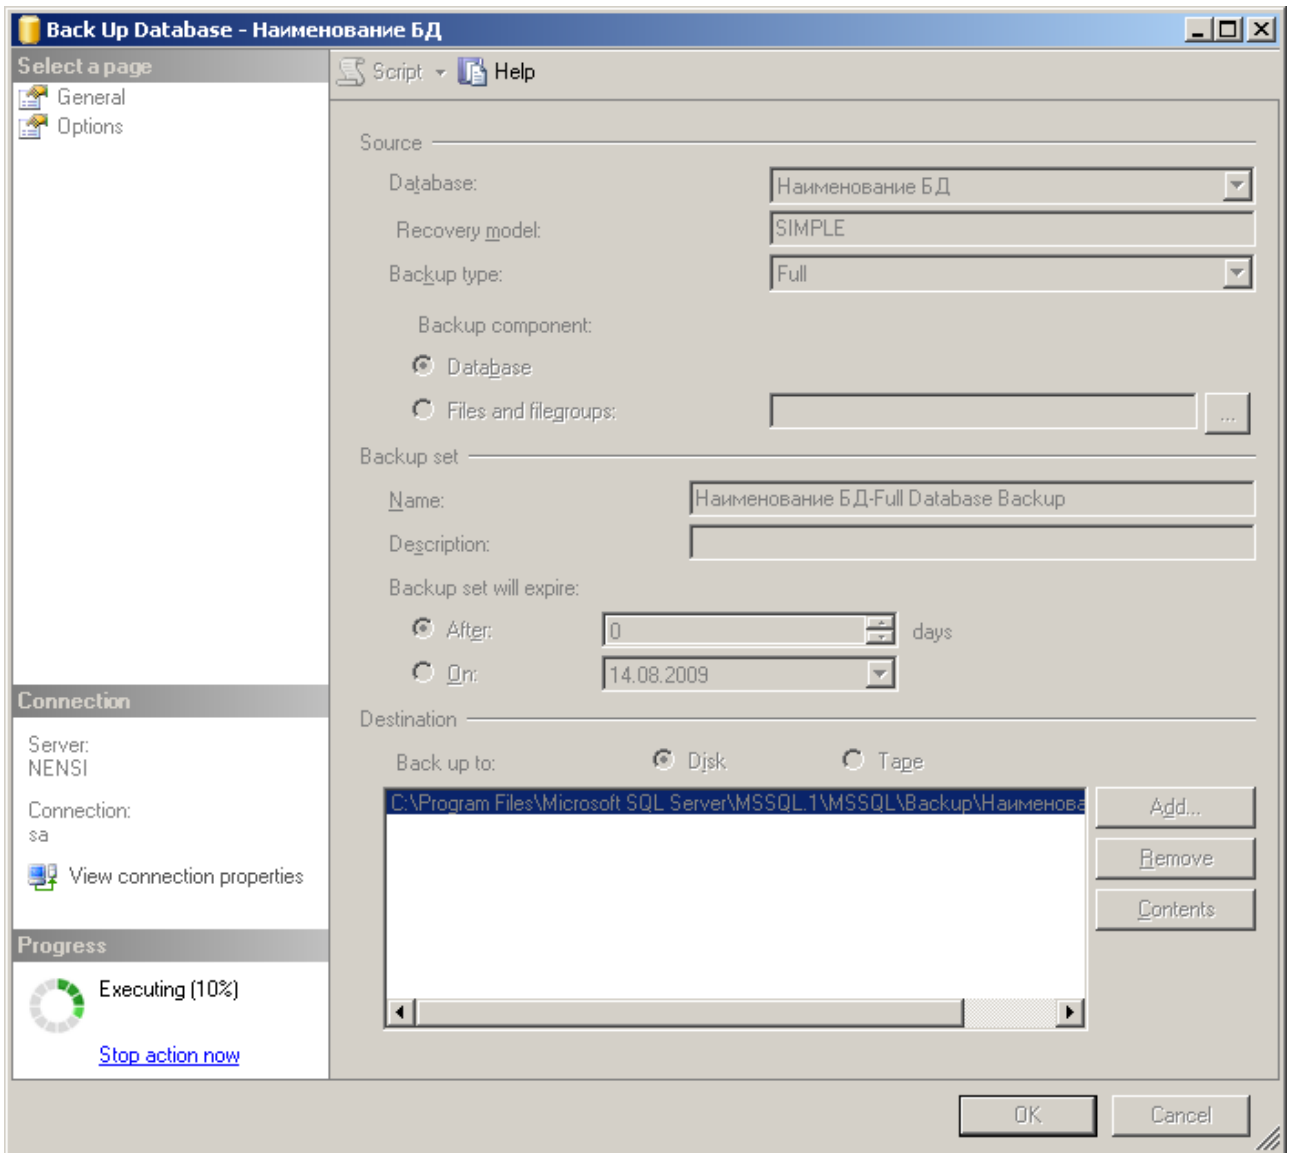 Back Up Database - Наименование БД
Select a page
General
Options
Script
Help
Source
Database:
Наименование БД
Recovery model:
SIMPLE
Backup type:
Full
Backup component:
Database
Files and filegroups:
...
Backup set
Name:
Наименование БД-Full Database Backup
Description:
Backup set will expire:
After:
0
days
On:
14.08.2009
Destination
Back up to:
Disk
Tape
C:\Program Files\Microsoft SQL Server\MSSQL.1\MSSQL\Backup\Наименова
Add...
Remove
Contents
Connection
Server:
NENSI
Connection:
sa
View connection properties
Progress
Executing (10%)
Stop action now
OK
Cancel